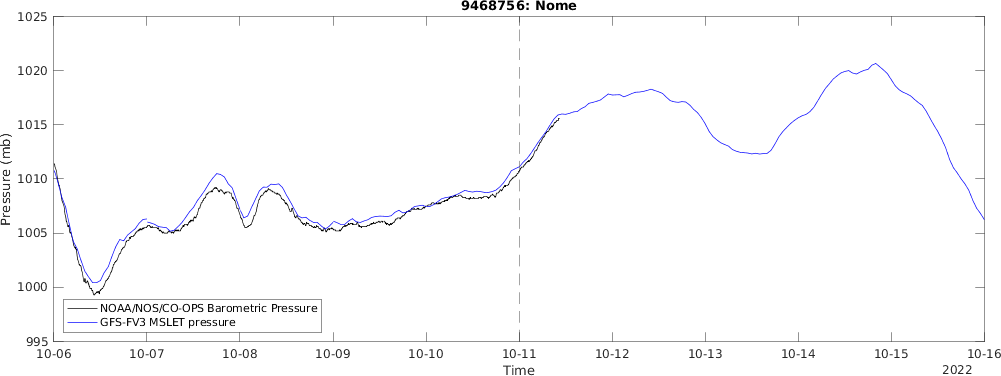 9468756: Nome
1025
1020
1015
1010
1005
1000
995
Pressure (mb)
NOAA/NOS/CO-OPS Barometric Pressure
GFS-FV3 MSLET pressure
10-06 10-07 10-08 10-09 10-10 10-11 10-12 10-13 10-14 10-15 10-16
Time
2022